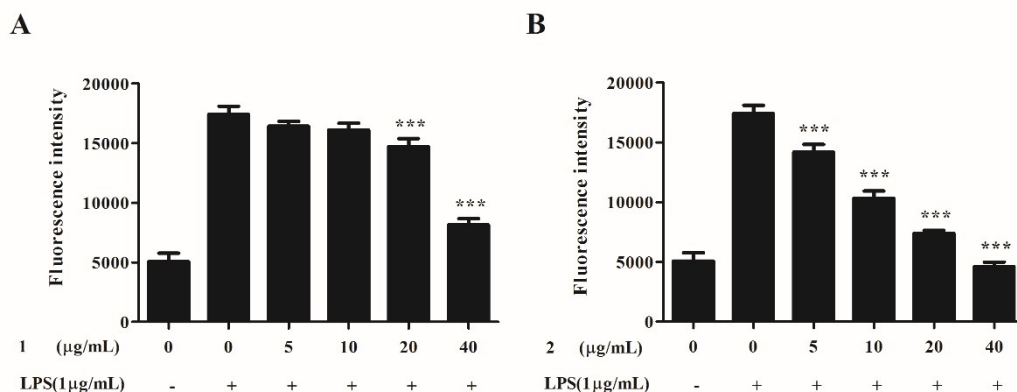 A
Fluorescence intensity
20000
15000
10000
5000
0
***
***
1 (μg/mL) 0 0 5 10 20 40
LPS(1μg/mL) - + + + + +
B
Fluorescence intensity
20000
15000
10000
5000
0
***
***
***
***
2 (μg/mL) 0 0 5 10 20 40
LPS(1μg/mL) - + + + + +